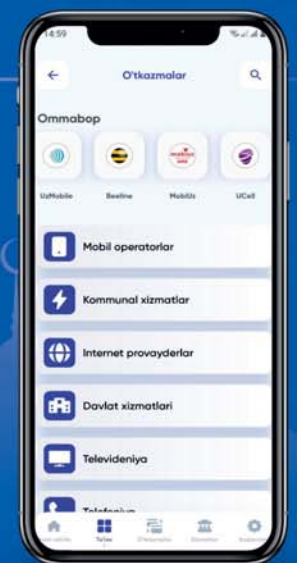 14:59
O'tkazmalar
Ommabop
UzMobile
Beeline
Mobiuz
UCell
Mobil operatorlar
Kommunal xizmatlar
Internet provayderlar
Davlat xizmatlari
Televideniya
Telefoniya
To'lov